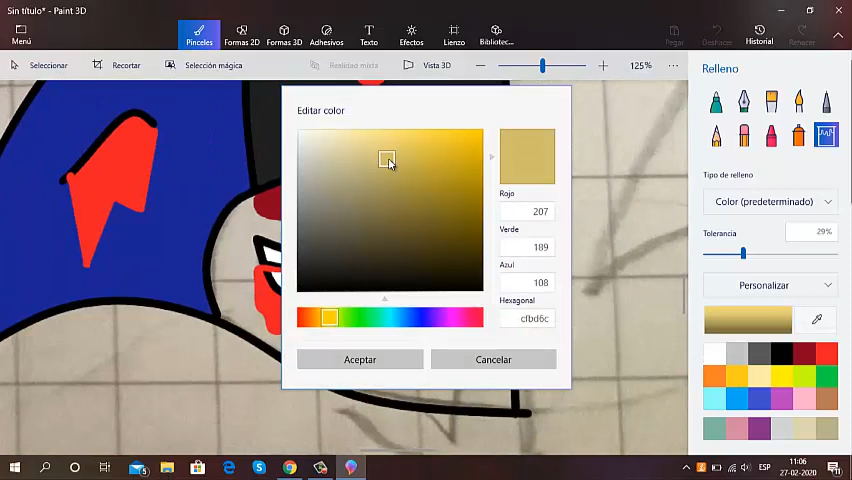 Sin título* - Paint 3D
Menú
Pinceles
Formas 2D
Formas 3D
Adhesivos
Texto
Efectos
Lienzo
Bibliotec...
Pegar
Deshacer
Historial
Rehacer
Seleccionar
Recortar
Selección mágica
Realidad mixta
Vista 3D
125%
Relleno
Editar color
Rojo
207
Verde
189
Azul
108
Hexagonal
cfbd6c
Aceptar
Cancelar
Tipo de relleno
Color (predeterminado)
Tolerancia
29%
Personalizar
5
ESP
11:06
27-02-2020
11